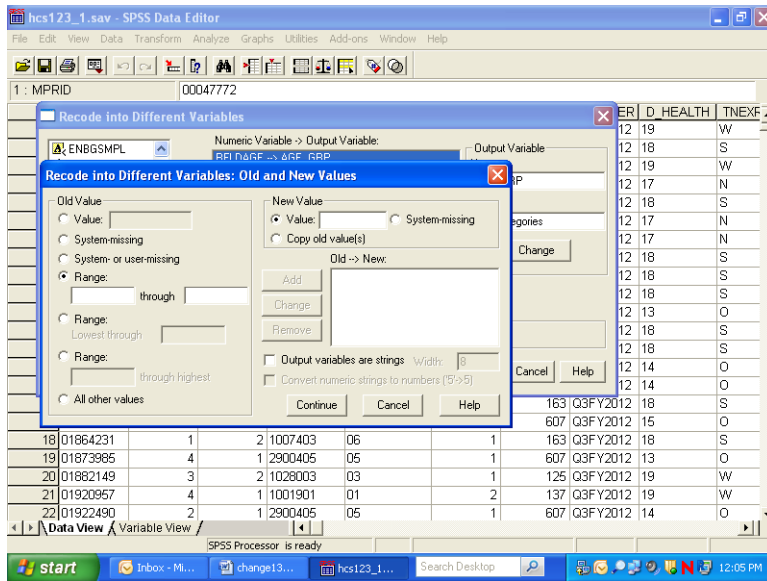 hcs123_1.sav - SPSS Data Editor
File Edit View Data Transform Analyze Graphs Utilities Add-ons Window Help
1 : MPRID 00047772
Recode into Different Variables
ER D_HEALTH TNEXR
ENBGSMPL
Numeric Variable -> Output Variable:
Output Variable
12 19 W
12 18 S
Recode into Different Variables: Old and New Values
12 19 W
12 17 N
Old Value
New Value
12 18 S
Value:
Value:
System-missing
egories
12 17 N
System-missing
Copy old value(s)
12 17 N
System- or user-missing
Old --> New:
Change
12 18 S
Range:
Add
12 18 S
through
12 18 S
Change
12 13 O
Range:
Lowest through
Remove
12 18 S
12 18 S
Range:
Output variables are strings Width: 8
through highest
Convert numeric strings to numbers ('5'->5)
Cancel Help
12 14 O
12 14 O
All other values
Continue Cancel Help
163 Q3FY2012 18 S
607 Q3FY2012 15 O
18 01864231 1 2 1007403 06 1 163 Q3FY2012 18 S
19 01873985 4 1 2900405 05 1 607 Q3FY2012 13 O
20 01882149 3 2 1028003 03 1 125 Q3FY2012 19 W
21 01920957 4 1 1001901 01 2 137 Q3FY2012 19 W
22 01922490 2 1 2900405 05 1 607 Q3FY2012 14 O
Data View Variable View
SPSS Processor is ready
start Inbox - Mi... change13... hcs123_1... Search Desktop N 12:05 PM